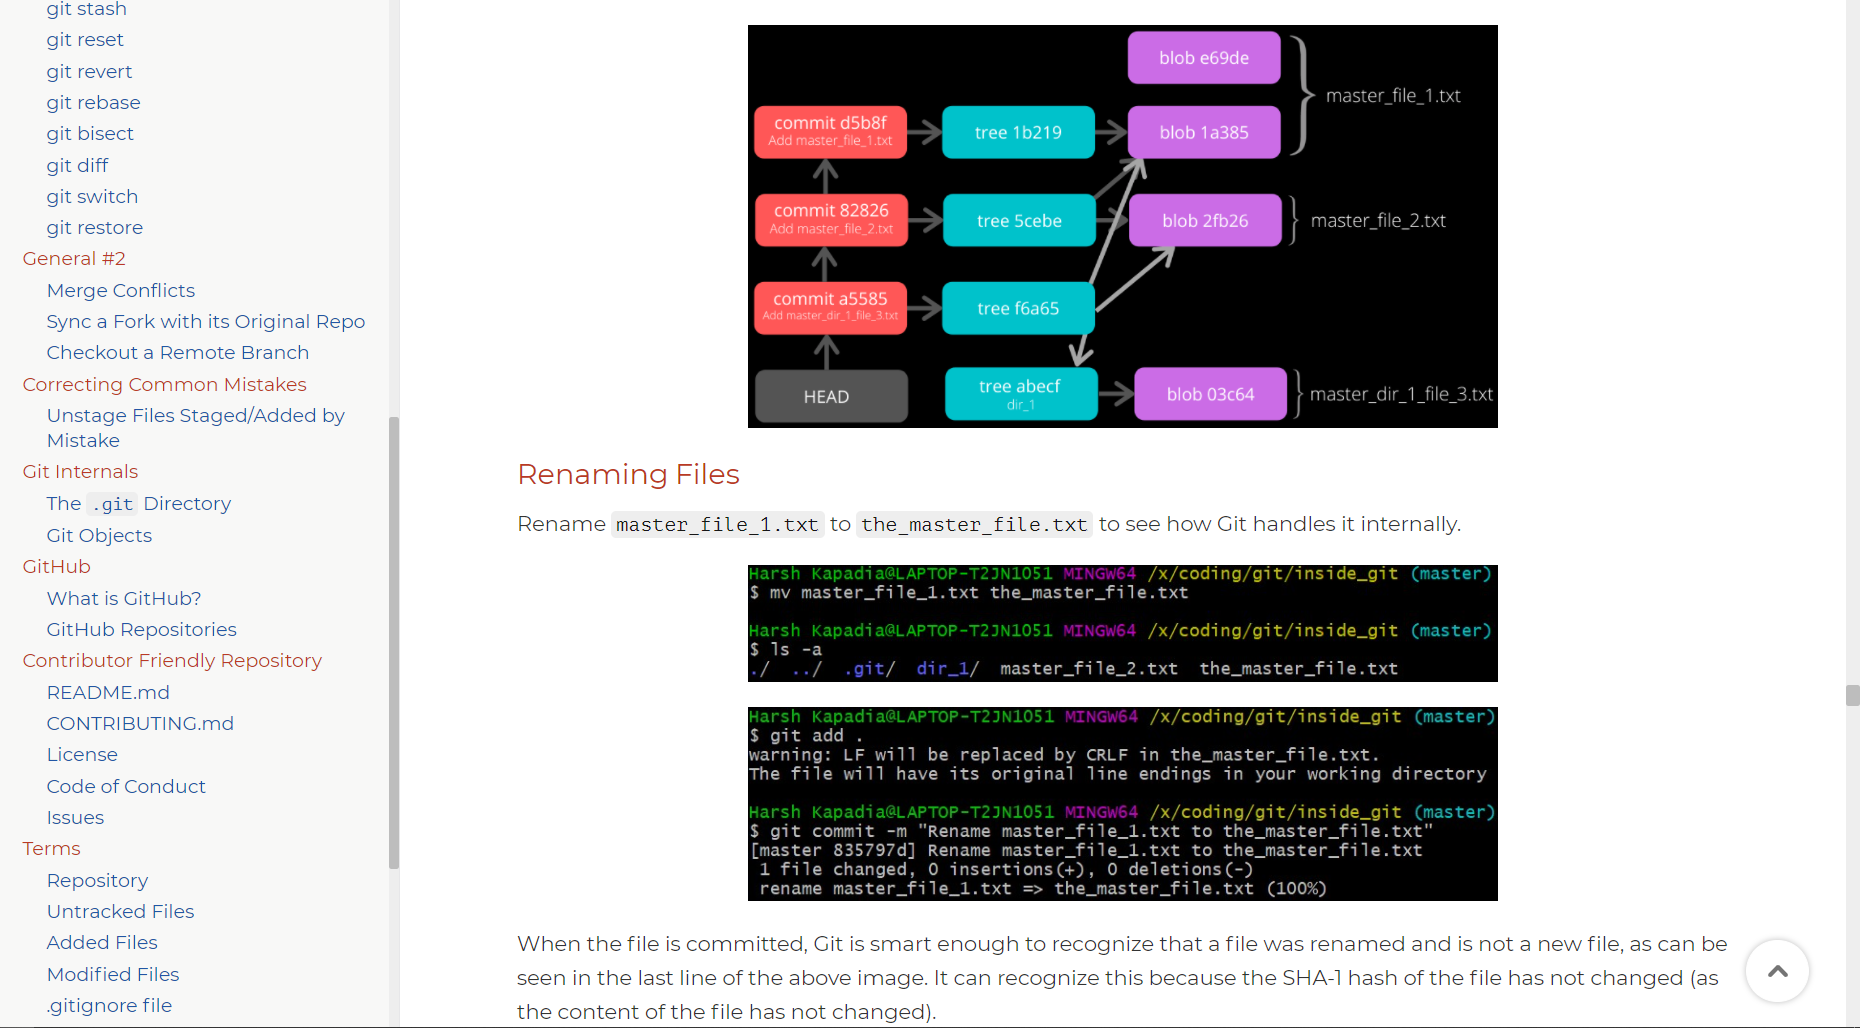 git stash
git reset
git revert
git rebase
git bisect
git diff
git switch
git restore
General #2
Merge Conflicts
Sync a Fork with its Original Repo
Checkout a Remote Branch
Correcting Common Mistakes
Unstage Files Staged/Added by
Mistake
Git Internals
The .git Directory
Git Objects
GitHub
What is GitHub?
GitHub Repositories
Contributor Friendly Repository
README.md
CONTRIBUTING.md
License
Code of Conduct
Issues
Terms
Repository
Untracked Files
Added Files
Modified Files
.gitignore file
blob e69de
master_file_1.txt
commit d5b8f
Add master_file_1.txt
tree 1b219
blob 1a385
commit 82826
Add master_file_2.txt
tree 5cebe
blob 2fb26
master_file_2.txt
commit a5585
Add master_dir_1_file_3.txt
tree f6a65
HEAD
tree abecf
dir_1
blob 03c64
master_dir_1_file_3.txt
Renaming Files
Rename master_file_1.txt to the_master_file.txt to see how Git handles it internally.
Harsh Kapadia@LAPTOP-T2JN1051 MINGW64 /x/coding/git/inside_git (master)
$ mv master_file_1.txt the_master_file.txt
Harsh Kapadia@LAPTOP-T2JN1051 MINGW64 /x/coding/git/inside_git (master)
$ ls -a
./ ../ .git/ dir_1/ master_file_2.txt the_master_file.txt
Harsh Kapadia@LAPTOP-T2JN1051 MINGW64 /x/coding/git/inside_git (master)
$ git add .
warning: LF will be replaced by CRLF in the_master_file.txt.
The file will have its original line endings in your working directory
Harsh Kapadia@LAPTOP-T2JN1051 MINGW64 /x/coding/git/inside_git (master)
$ git commit -m "Rename master_file_1.txt to the_master_file.txt"
[master 835797d] Rename master_file_1.txt to the_master_file.txt
1 file changed, 0 insertions(+), 0 deletions(-)
rename master_file_1.txt => the_master_file.txt (100%)
When the file is committed, Git is smart enough to recognize that a file was renamed and is not a new file, as can be
seen in the last line of the above image. It can recognize this because the SHA-1 hash of the file has not changed (as
the content of the file has not changed).